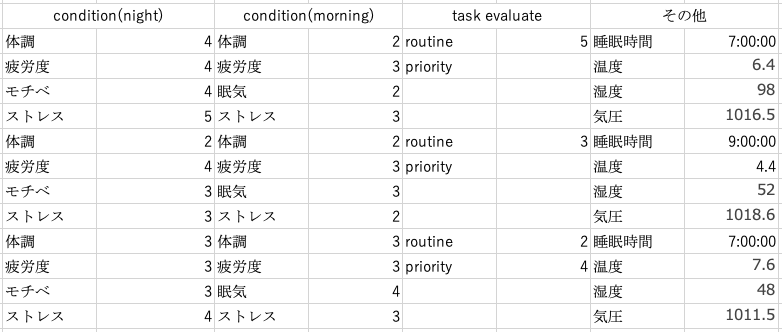 condition(night) condition(morning) task evaluate その他
体調 4 体調 2 routine 5 睡眠時間 7:00:00
疲労度 4 疲労度 3 priority 温度 6.4
モチベ 4 眠気 2 湿度 98
ストレス 5 ストレス 3 気圧 1016.5
体調 2 体調 2 routine 3 睡眠時間 9:00:00
疲労度 4 疲労度 3 priority 温度 4.4
モチベ 3 眠気 3 湿度 52
ストレス 3 ストレス 2 気圧 1018.6
体調 3 体調 3 routine 2 睡眠時間 7:00:00
疲労度 3 疲労度 3 priority 4 温度 7.6
モチベ 3 眠気 4 湿度 48
ストレス 4 ストレス 3 気圧 1011.5